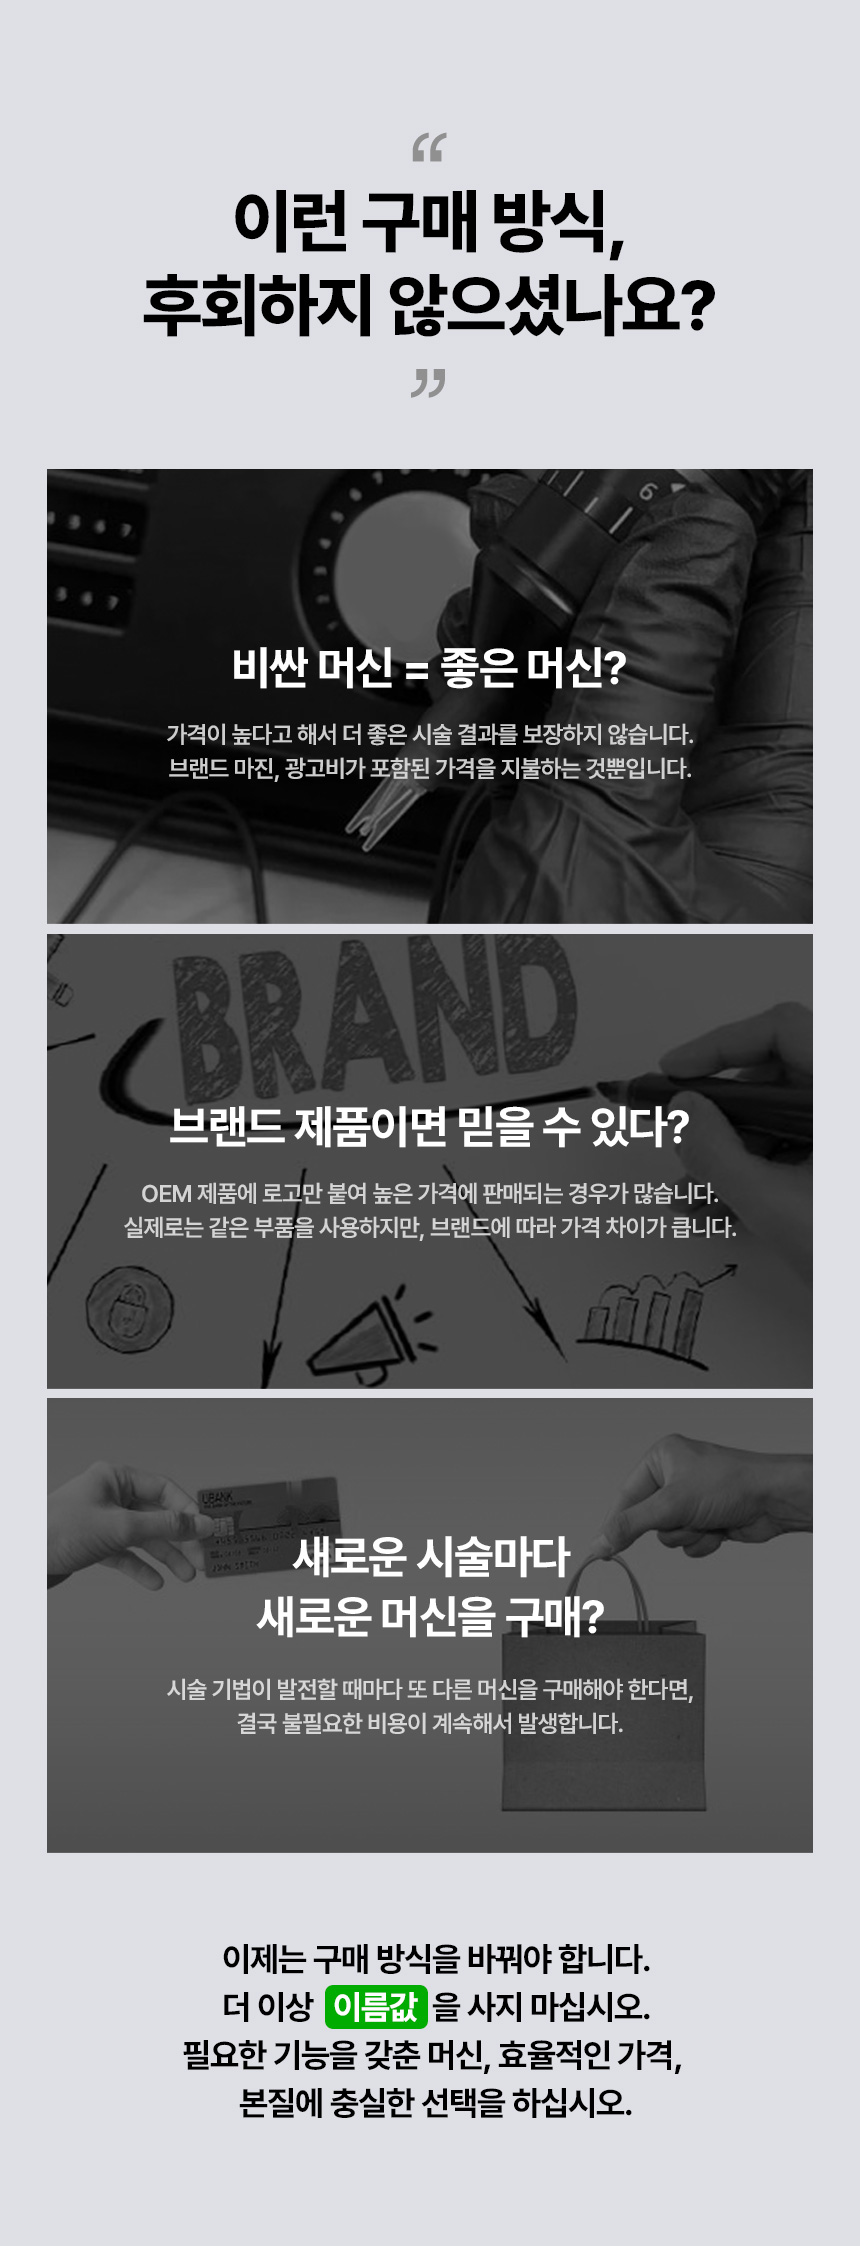 “
이런 구매 방식,
후회하지 않으셨나요?
”
6
비싼 머신 = 좋은 머신?
가격이 높다고 해서 더 좋은 시술 결과를 보장하지 않습니다.
브랜드 마진, 광고비가 포함된 가격을 지불하는 것뿐입니다.
BRAND
브랜드 제품이면 믿을 수 있다?
OEM 제품에 로고만 붙여 높은 가격에 판매되는 경우가 많습니다.
실제로는 같은 부품을 사용하지만, 브랜드에 따라 가격 차이가 큽니다.
UBANK
JOHN SMITH
새로운 시술마다
새로운 머신을 구매?
시술 기법이 발전할 때마다 또 다른 머신을 구매해야 한다면,
결국 불필요한 비용이 계속해서 발생합니다.
이제는 구매 방식을 바꿔야 합니다.
더 이상 이름값을 사지 마십시오.
필요한 기능을 갖춘 머신, 효율적인 가격,
본질에 충실한 선택을 하십시오.